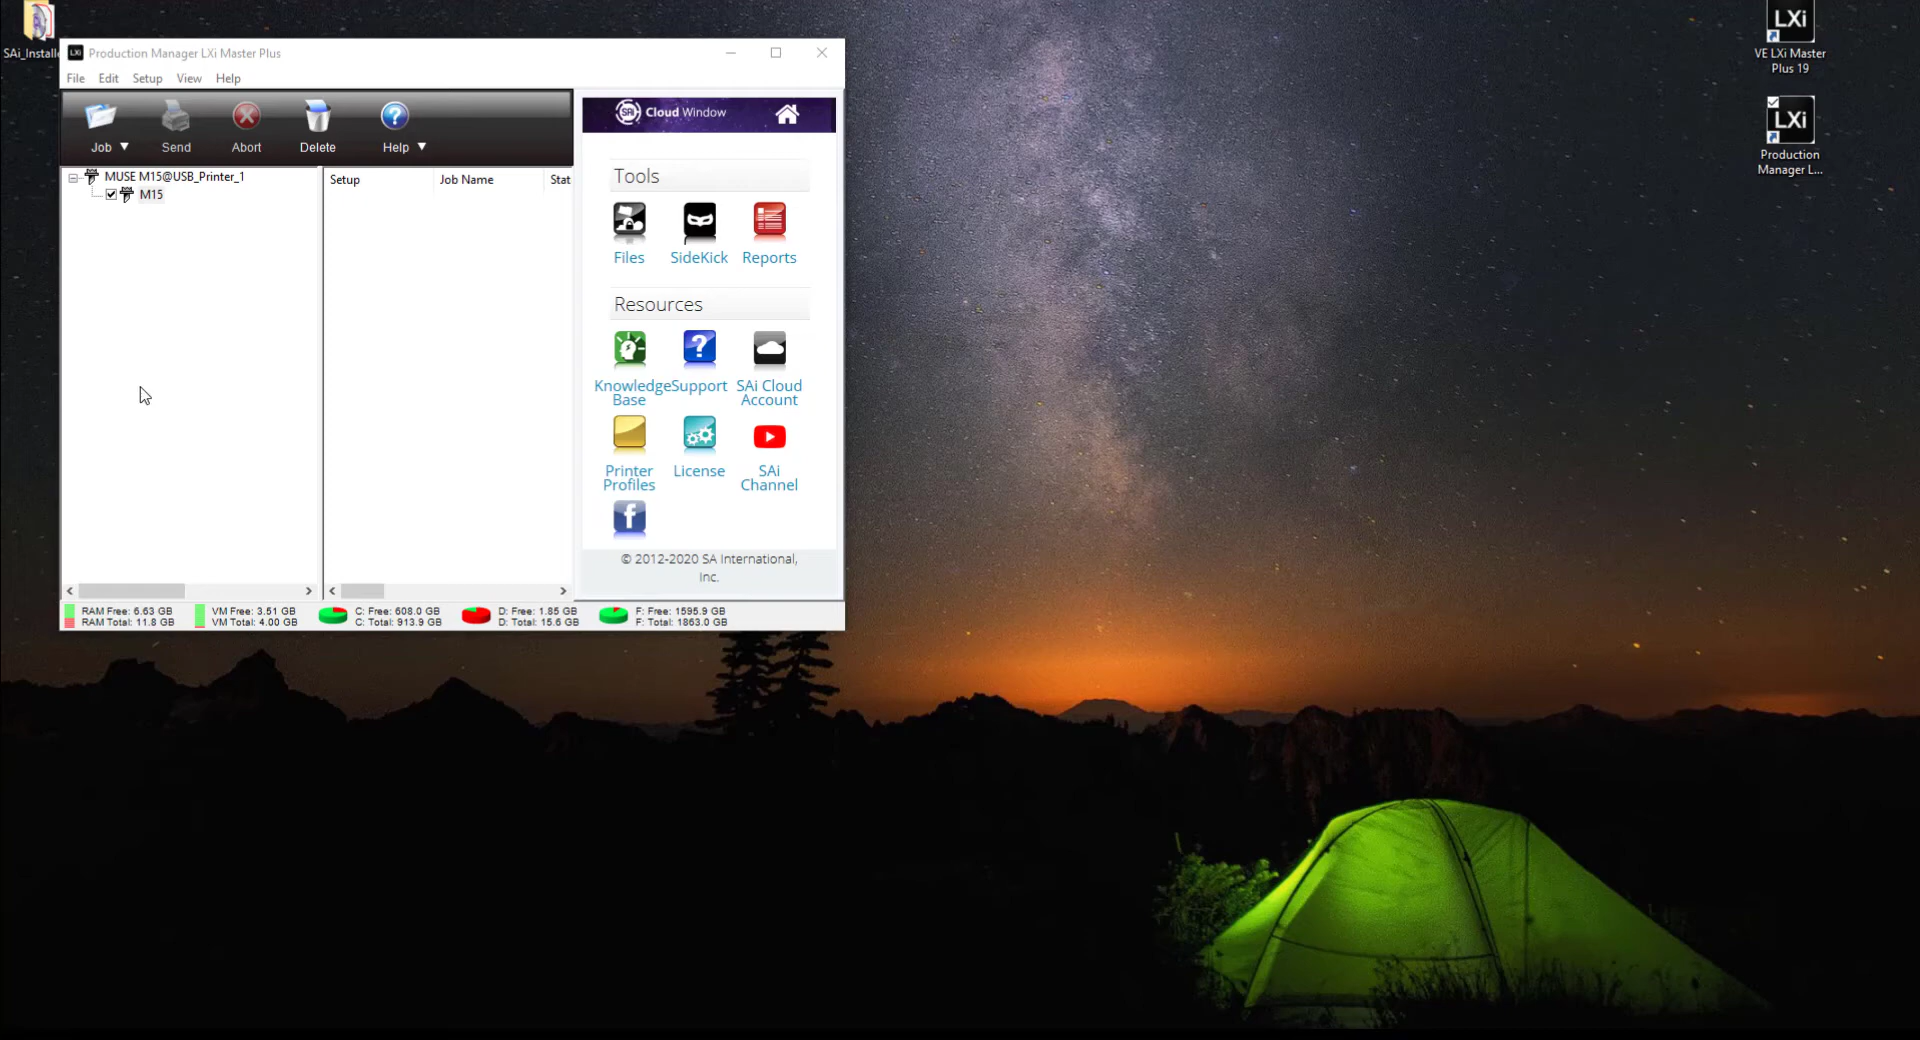 SAi_Installe
Production Manager LXi Master Plus
File Edit Setup View Help
Job Send Abort Delete Help
MUSE M15@USB_Printer_1
M15
Setup Job Name Stat
Cloud Window
Tools
Files SideKick Reports
Resources
Knowledge Base
Support
SAi Cloud Account
Printer Profiles
License
SAi Channel
© 2012-2020 SA International, Inc.
RAM Free: 6.63 GB
RAM Total: 11.8 GB
VM Free: 3.51 GB
VM Total: 4.00 GB
C: Free: 608.0 GB
C: Total: 913.9 GB
D: Free: 1.85 GB
D: Total: 15.6 GB
F: Free: 1595.9 GB
F: Total: 1863.0 GB
LXi
VE LXi Master
Plus 19
LXi
Production
Manager L...